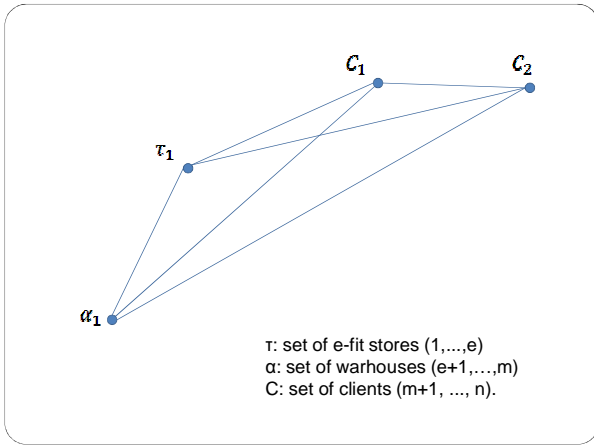 C₁
C₂
τ₁
α₁
τ: set of e-fit stores (1,...,e)
α: set of warhouses (e+1,...,m)
C: set of clients (m+1, ..., n).